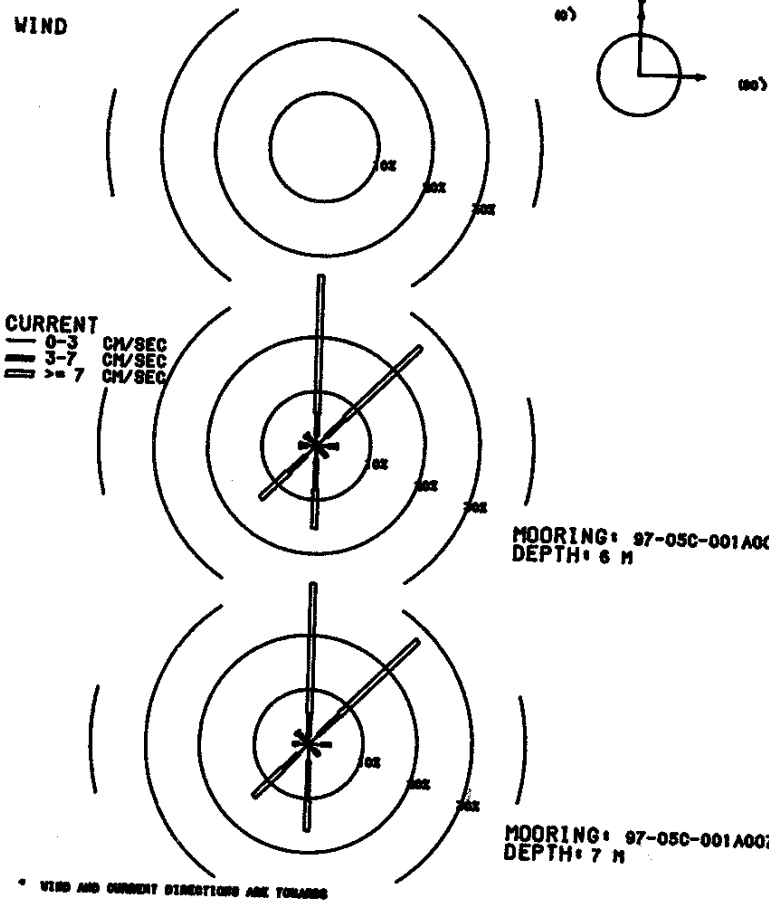 WIND
(0°)
(90°)
10%
20%
30%
CURRENT
0-3 CM/SEC
3-7 CM/SEC
>= 7 CM/SEC
10%
20%
30%
MOORING: 97-05C-001A00
DEPTH: 6 M
10%
20%
30%
MOORING: 97-05C-001A007
DEPTH: 7 M
* WIND AND CURRENT DIRECTIONS ARE TOWARDS